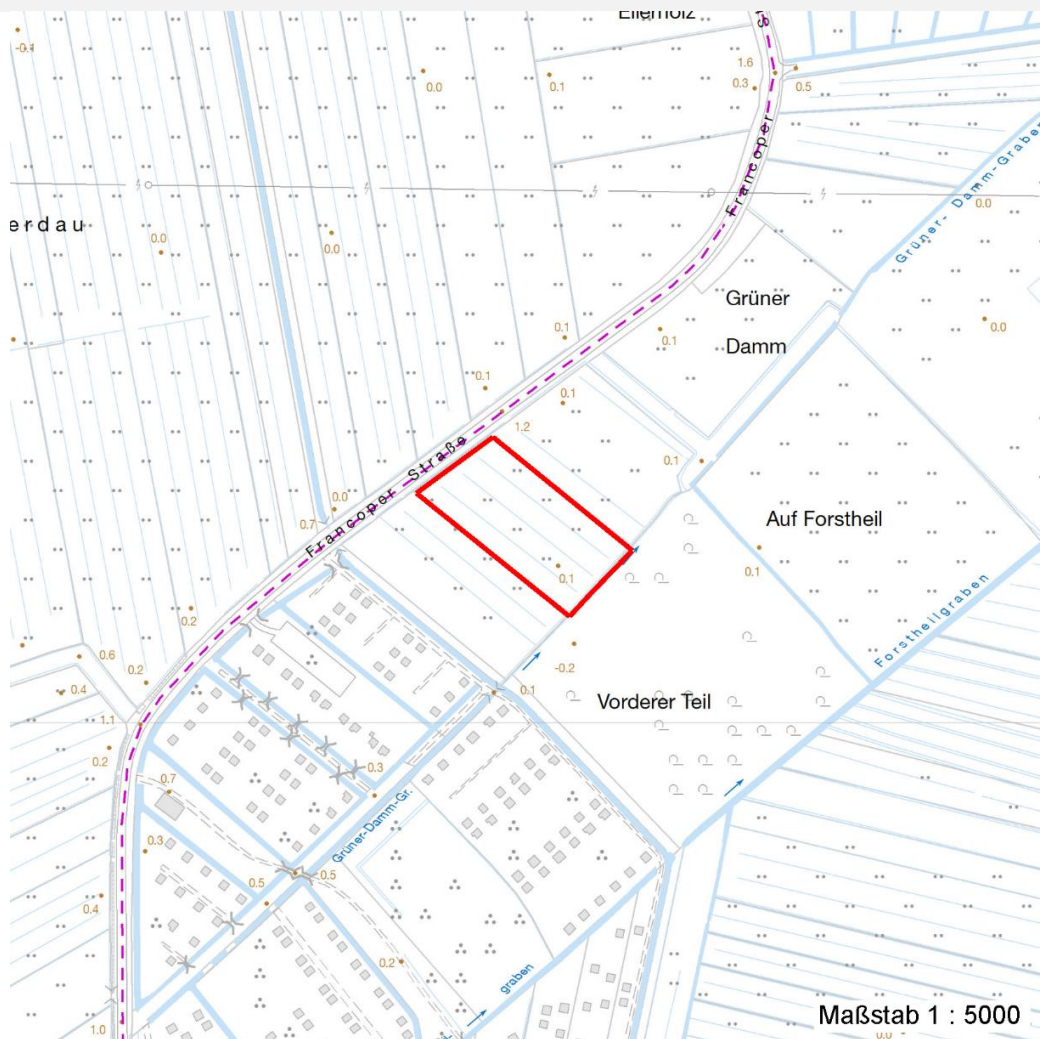 Ellerholz
-0.1
0.0
0.1
1.6
0.3
0.5
Francoper
Grüner-Damm-Graben
0.0
erdau
0.0
0.0
Grüner
Damm
0.1
0.1
0.0
0.1
0.1
1.2
Francoper Straße
0.0
0.7
0.1
Auf Forstheil
0.1
0.1
Forstheilgraben
0.2
0.6
0.2
0.4
-0.2
0.1
Vorderer Teil
1.1
0.2
0.7
0.3
Grüner-Damm-Gr.
0.3
0.5
0.5
0.4
0.2
graben
1.0
Maßstab 1 : 5000
0.0